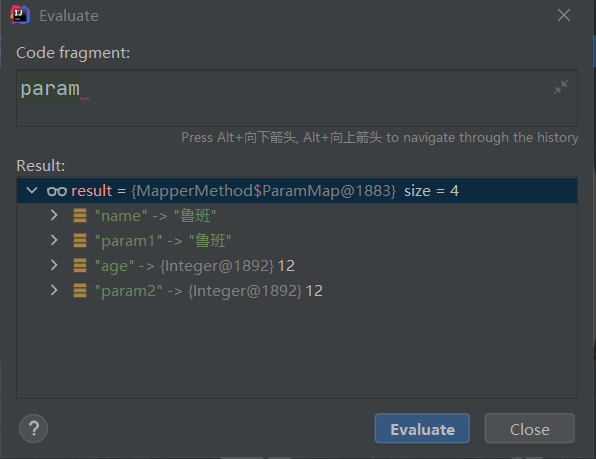 Evaluate
Code fragment:
param
Press Alt+向下箭头, Alt+向上箭头 to navigate through the history
Result:
result = {MapperMethod$ParamMap@1883} size = 4
"name" -> "鲁班"
"param1" -> "鲁班"
"age" -> {Integer@1892} 12
"param2" -> {Integer@1892} 12
? Evaluate Close